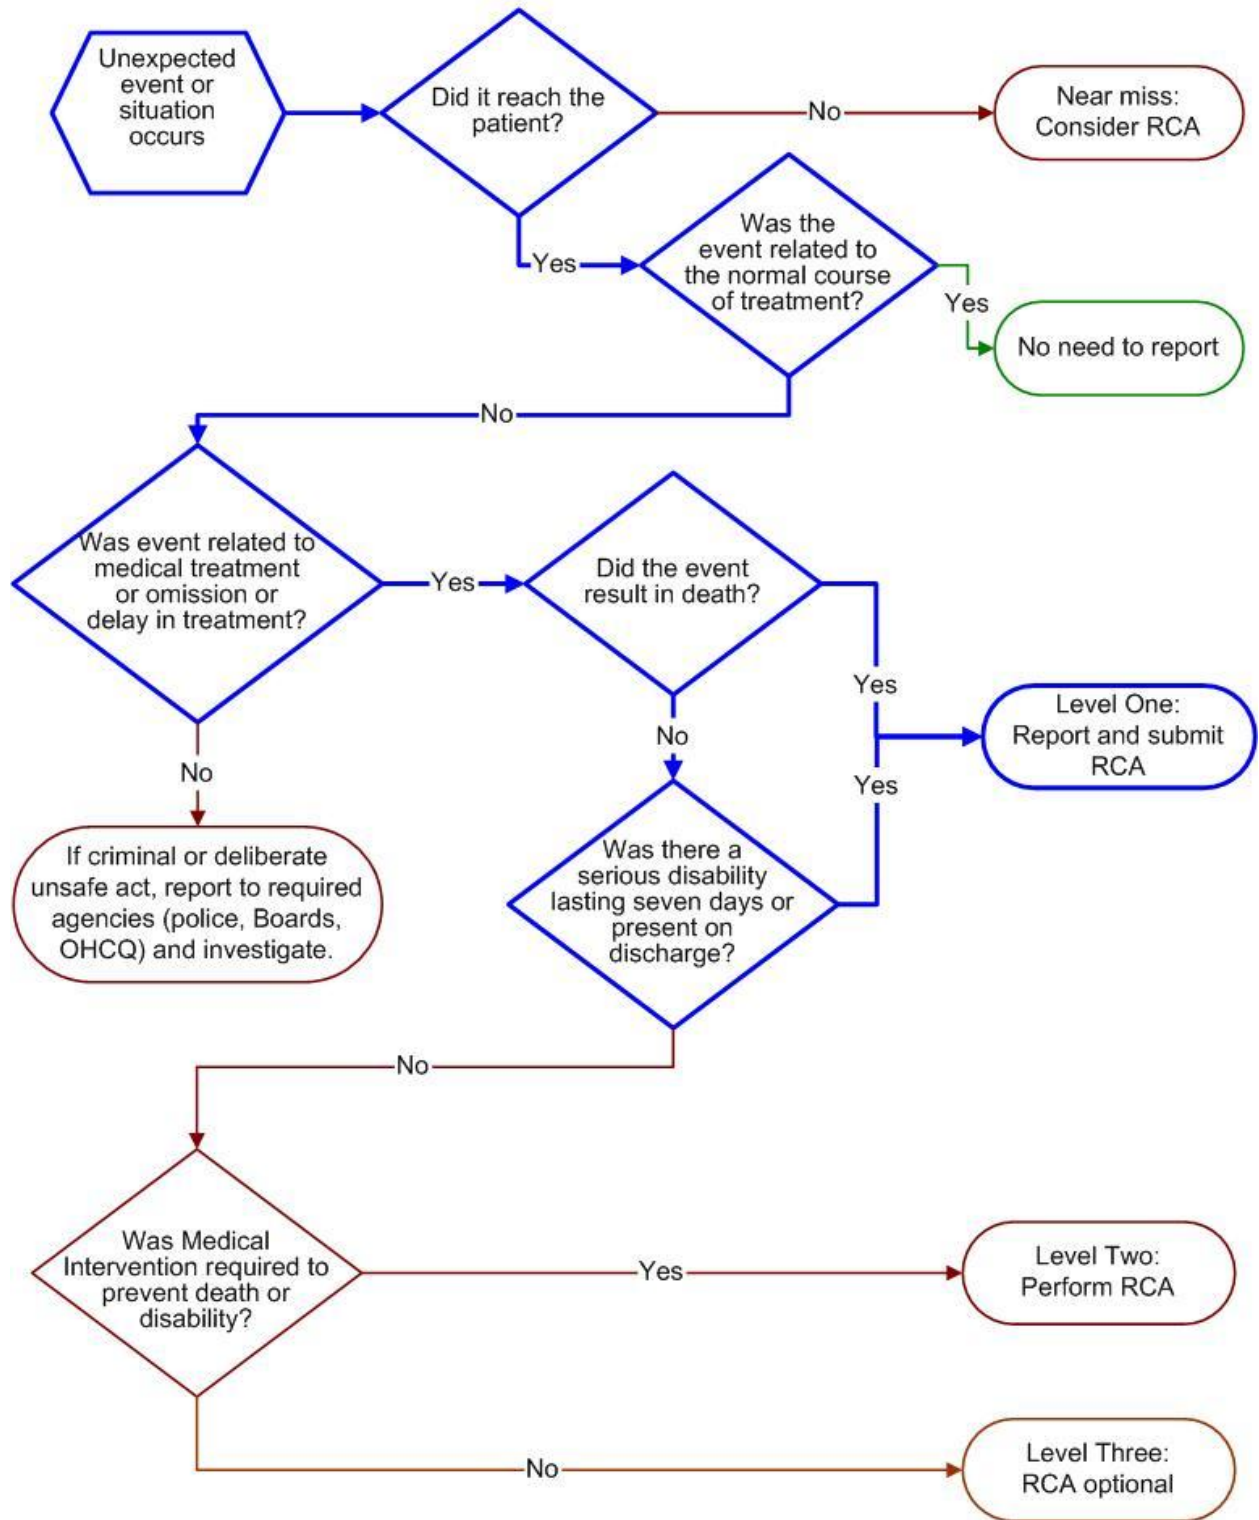 Unexpected
event or
situation
occurs
Did it reach the
patient?
No
Near miss:
Consider RCA
Yes
Was the
event related to
the normal course
of treatment?
Yes
No need to report
No
Was event related to
medical treatment
or omission or
delay in treatment?
Yes
Did the event
result in death?
Yes
No
Level One:
Report and submit
RCA
No
Yes
If criminal or deliberate
unsafe act, report to required
agencies (police, Boards,
OHCQ) and investigate.
Was there a
serious disability
lasting seven days or
present on
discharge?
No
Was Medical
Intervention required to
prevent death or
disability?
Yes
Level Two:
Perform RCA
No
Level Three:
RCA optional